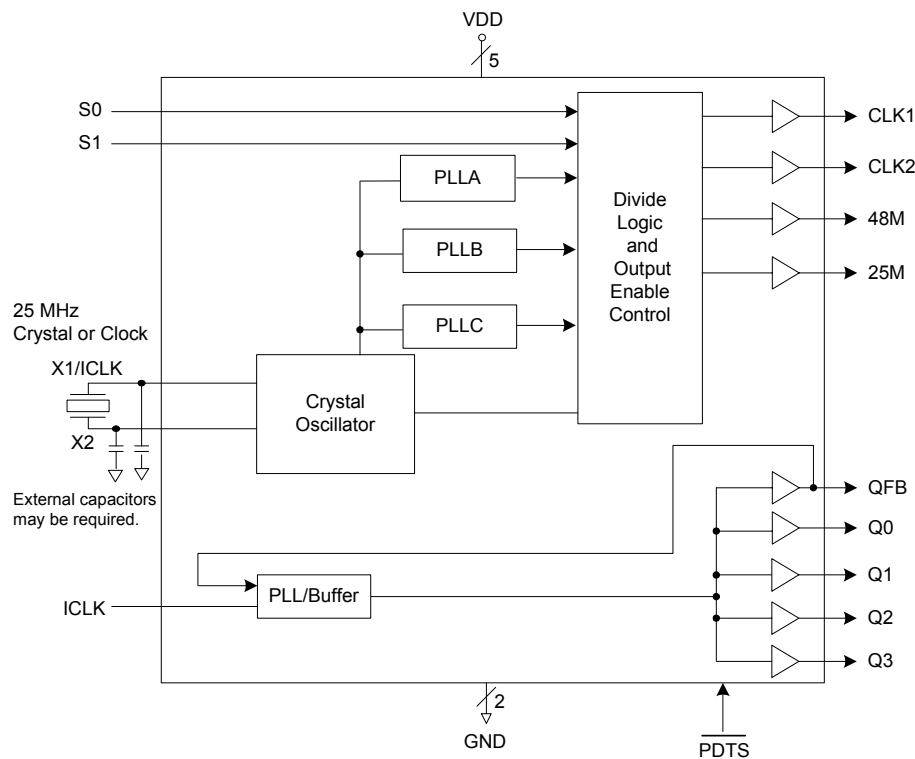 VDD
5
S0
S1
CLK1
CLK2
48M
25M
PLLA
PLLB
PLLC
Divide
Logic
and
Output
Enable
Control
25 MHz
Crystal or Clock
X1/ICLK
X2
Crystal
Oscillator
External capacitors
may be required.
QFB
Q0
Q1
Q2
Q3
PLL/Buffer
ICLK
2
GND
PDTS